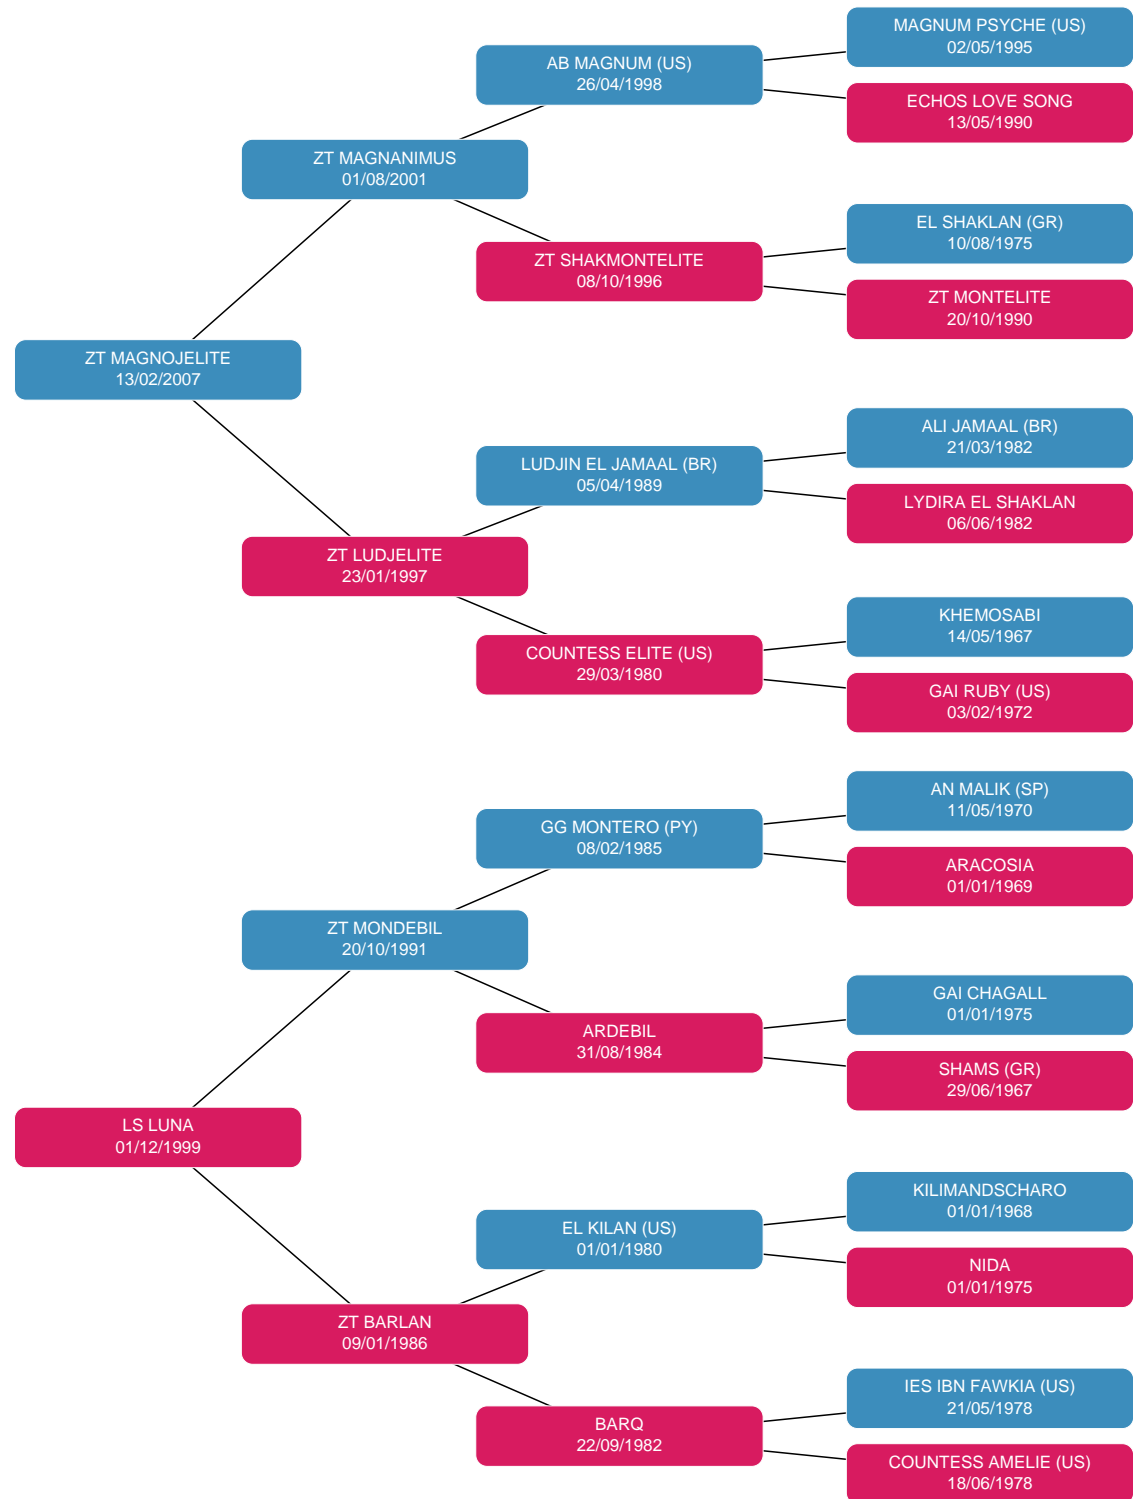 MAGNUM PSYCHE (US)
02/05/1995
AB MAGNUM (US)
26/04/1998
ECHOS LOVE SONG
13/05/1990
ZT MAGNANIMUS
01/08/2001
EL SHAKLAN (GR)
10/08/1975
ZT SHAKMONTELITE
08/10/1996
ZT MONTELITE
20/10/1990
ZT MAGNOJELITE
13/02/2007
ALI JAMAAL (BR)
21/03/1982
LUDJIN EL JAMAAL (BR)
05/04/1989
LYDIRA EL SHAKLAN
06/06/1982
ZT LUDJELITE
23/01/1997
KHEMOSABI
14/05/1967
COUNTESS ELITE (US)
29/03/1980
GAI RUBY (US)
03/02/1972
AN MALIK (SP)
11/05/1970
GG MONTERO (PY)
08/02/1985
ARACOSIA
01/01/1969
ZT MONDEBIL
20/10/1991
GAI CHAGALL
01/01/1975
ARDEBIL
31/08/1984
SHAMS (GR)
29/06/1967
LS LUNA
01/12/1999
KILIMANDSCHARO
01/01/1968
EL KILAN (US)
01/01/1980
NIDA
01/01/1975
ZT BARLAN
09/01/1986
IES IBN FAWKIA (US)
21/05/1978
BARQ
22/09/1982
COUNTESS AMELIE (US)
18/06/1978